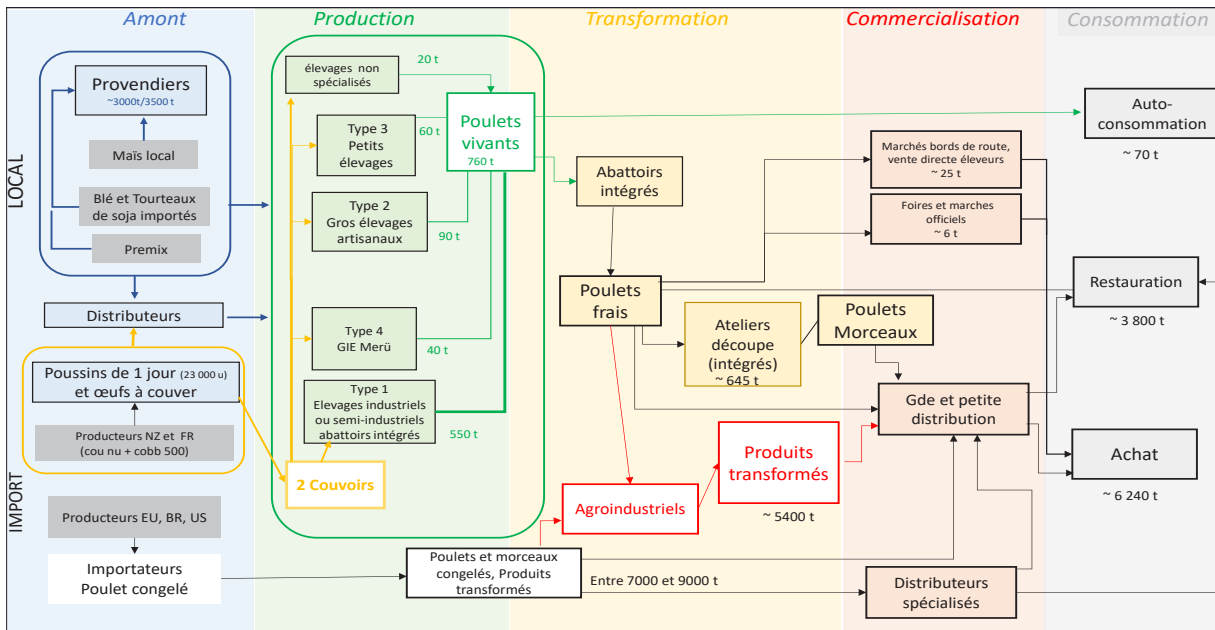 Amont
Production
Transformation
Commercialisation
Consommation
LOCAL
IMPORT
Provendiers
~3000t/3500 t
Maïs local
Blé et Tourteaux
de soja importés
Premix
Distributeurs
Poussins de 1 jour (23 000 u)
et œufs à couver
Producteurs NZ et FR
(cou nu + cobb 500)
Producteurs EU, BR, US
Importateurs
Poulet congelé
élevages non
spécialisés
20 t
Type 3
Petits
élevages
60 t
Type 2
Gros élevages
artisanaux
90 t
Type 4
GIE Merü
40 t
Type 1
Elevages industriels
ou semi-industriels
abattoirs intégrés
550 t
2 Couvoirs
Poulets
vivants
760 t
Abattoirs
intégrés
Poulets
frais
Ateliers
découpe
(intégrés)
~ 645 t
Poulets
Morceaux
Agroindustriels
Produits
transformés
~ 5400 t
Poulets et morceaux
congelés, Produits
transformés
Entre 7000 et 9000 t
Marchés bords de route,
vente directe éleveurs
~ 25 t
Foires et marches
officiels
~ 6 t
Gde et petite
distribution
Distributeurs
spécialisés
Auto-
consommation
~ 70 t
Restauration
~ 3 800 t
Achat
~ 6 240 t